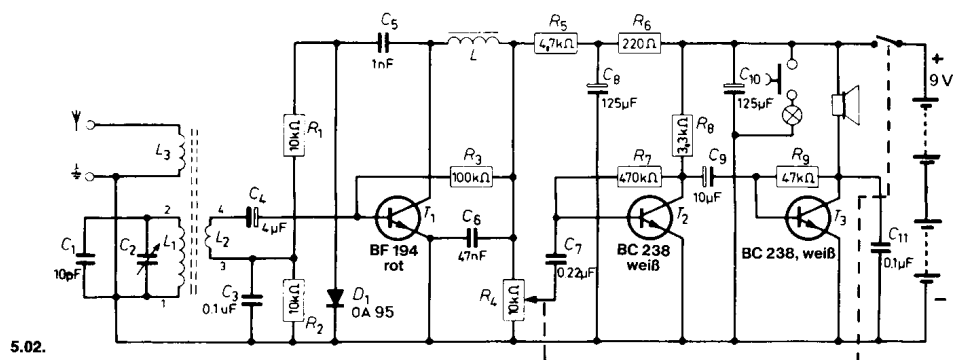 C5
1nF
L
R5
4,7kΩ
R6
220Ω
+
9V
C8
125µF
C10
125µF
R1
10kΩ
L3
R8
3,3kΩ
R3
100kΩ
R7
470kΩ
C9
10µF
R9
47kΩ
C4
4µF
4
L2
3
2
L1
1
C1
10pF
C2
T1
BF 194
rot
C6
47nF
T2
BC 238
weiß
T3
BC 238, weiß
C7
0.22µF
C11
0.1µF
C3
0.1uF
10kΩ
R2
D1
OA 95
R4
10kΩ
−
5.02.